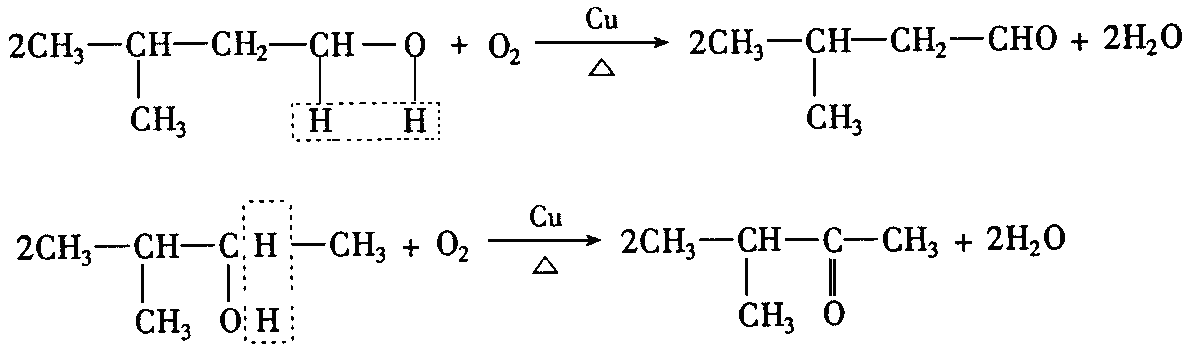 Cu
2CH₃—CH—CH₂—CH—O + O₂ ⟶ 2CH₃—CH—CH₂—CHO + 2H₂O
△
CH₃ H H CH₃
Cu
2CH₃—CH—C H—CH₃ + O₂ ⟶ 2CH₃—CH—C—CH₃ + 2H₂O
△
CH₃ O H CH₃ O